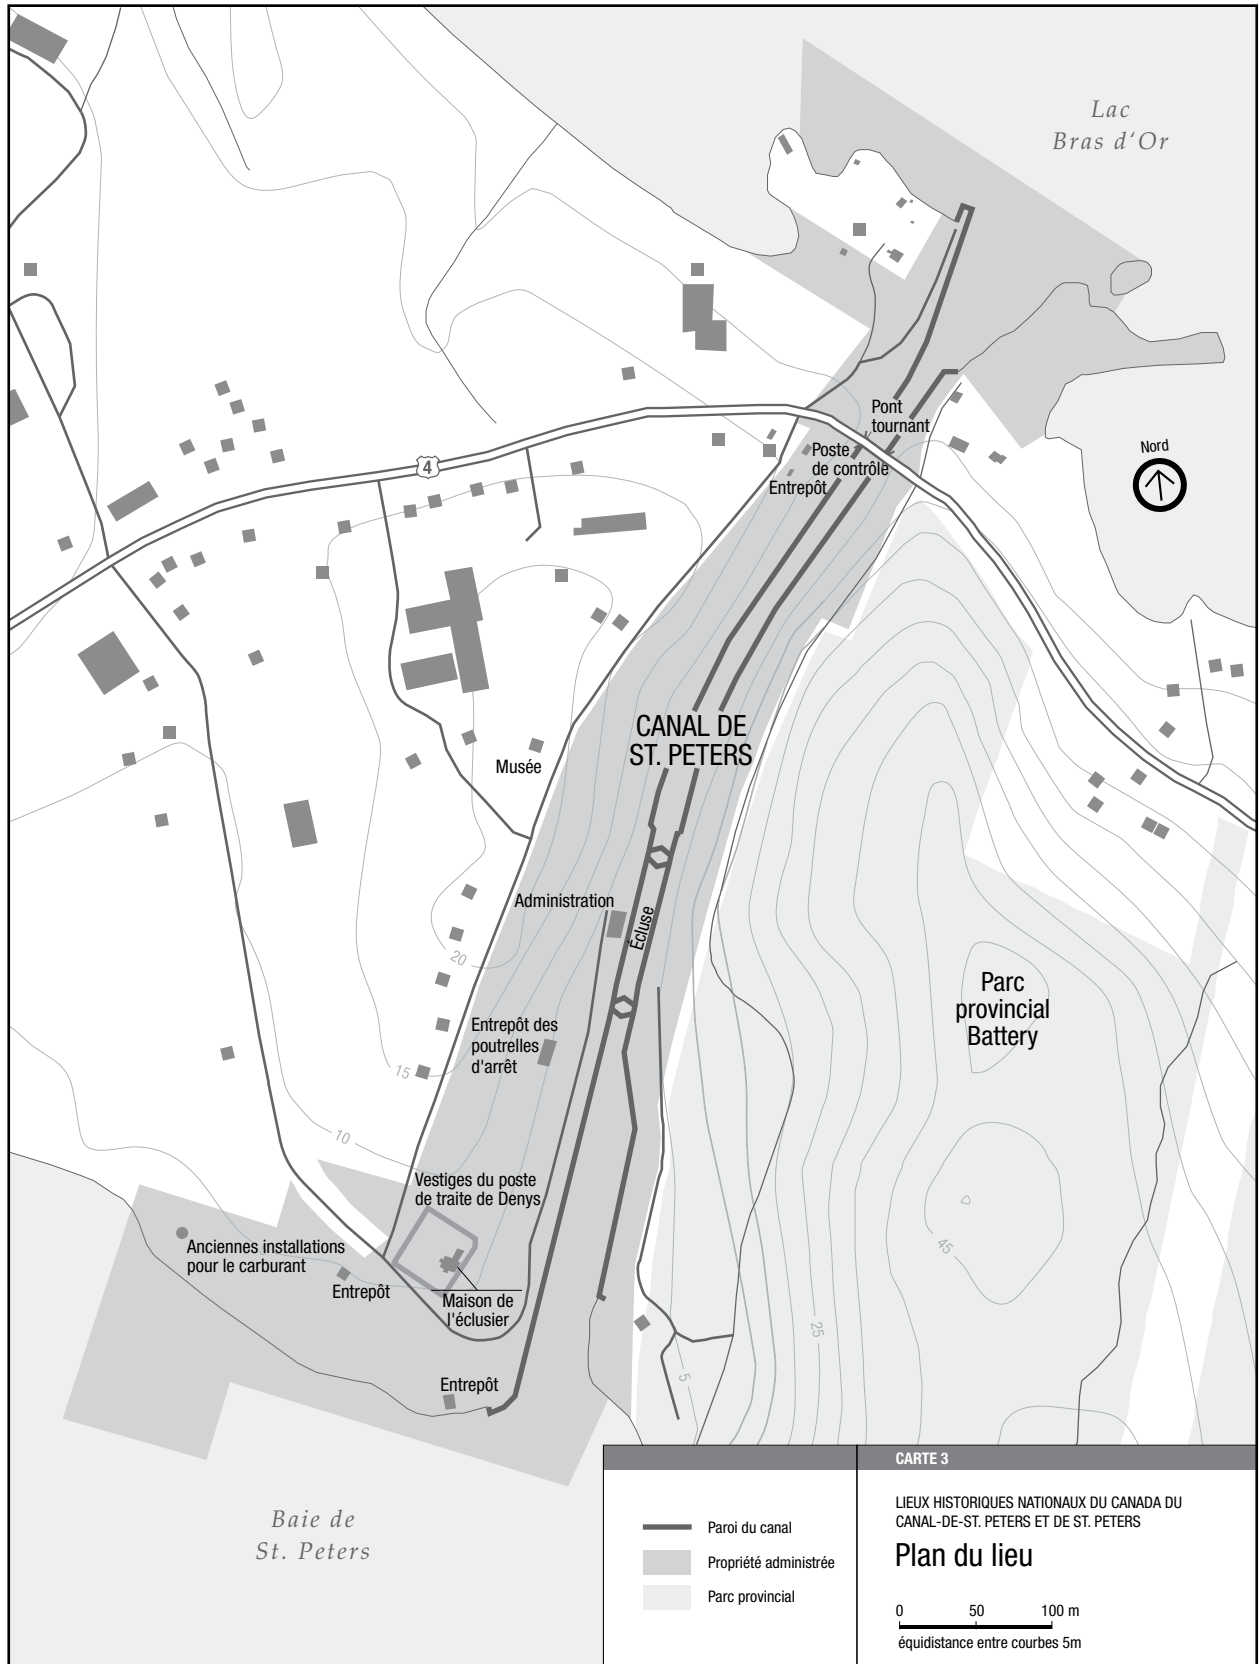 Lac
Bras d'Or
Pont
tournant
Nord
Poste
de contrôle
4
Entrepôt
CANAL DE
ST. PETERS
Musée
Administration
Écluse
20
Parc
provincial
Battery
Entrepôt des
poutrelles
d'arrêt
15
10
Vestiges du poste
de traite de Denys
Anciennes installations
pour le carburant
45
Entrepôt
Maison de
l'éclusier
25
5
Entrepôt
Baie de
St. Peters
CARTE 3
LIEUX HISTORIQUES NATIONAUX DU CANADA DU
CANAL-DE-ST. PETERS ET DE ST. PETERS
Plan du lieu
Paroi du canal
Propriété administrée
Parc provincial
0 50 100 m
équidistance entre courbes 5m